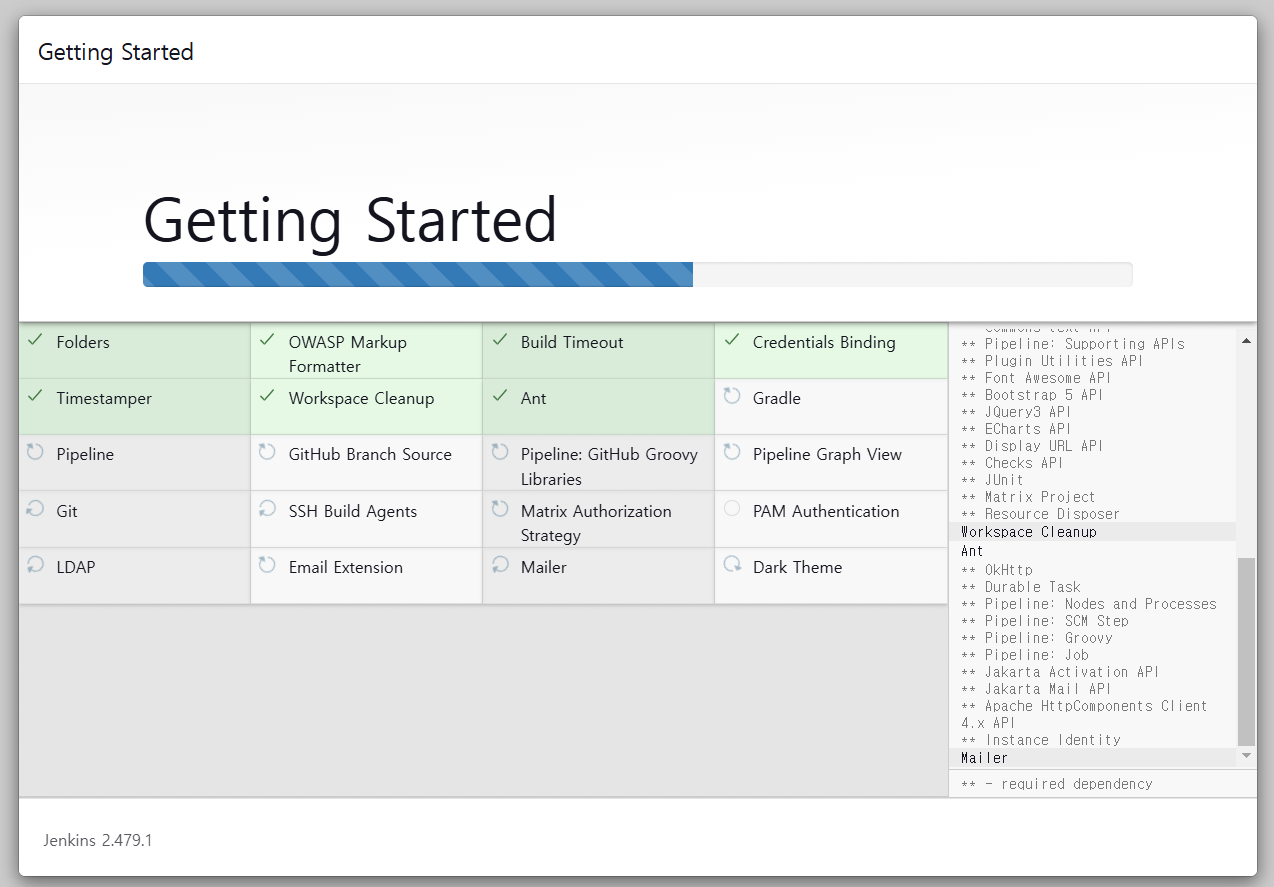 Getting Started
Getting Started
Folders
OWASP Markup
Formatter
Build Timeout
Credentials Binding
Timestamper
Workspace Cleanup
Ant
Gradle
Pipeline
GitHub Branch Source
Pipeline: GitHub Groovy
Libraries
Pipeline Graph View
Git
SSH Build Agents
Matrix Authorization
Strategy
PAM Authentication
LDAP
Email Extension
Mailer
Dark Theme
** Pipeline: Supporting APIs
** Plugin Utilities API
** Font Awesome API
** Bootstrap 5 API
** JQuery3 API
** ECharts API
** Display URL API
** Checks API
** JUnit
** Matrix Project
** Resource Disposer
Workspace Cleanup
Ant
** OkHttp
** Durable Task
** Pipeline: Nodes and Processes
** Pipeline: SCM Step
** Pipeline: Groovy
** Pipeline: Job
** Jakarta Activation API
** Jakarta Mail API
** Apache HttpComponents Client
4.x API
** Instance Identity
Mailer
** - required dependency
Jenkins 2.479.1